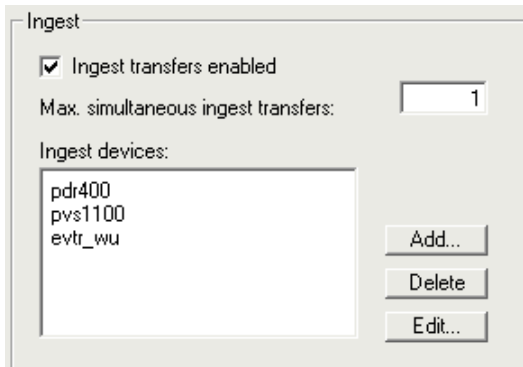 Ingest
Ingest transfers enabled
Max. simultaneous ingest transfers: 1
Ingest devices:
pdr400
pvs1100
evtr_wu
Add...
Delete
Edit...